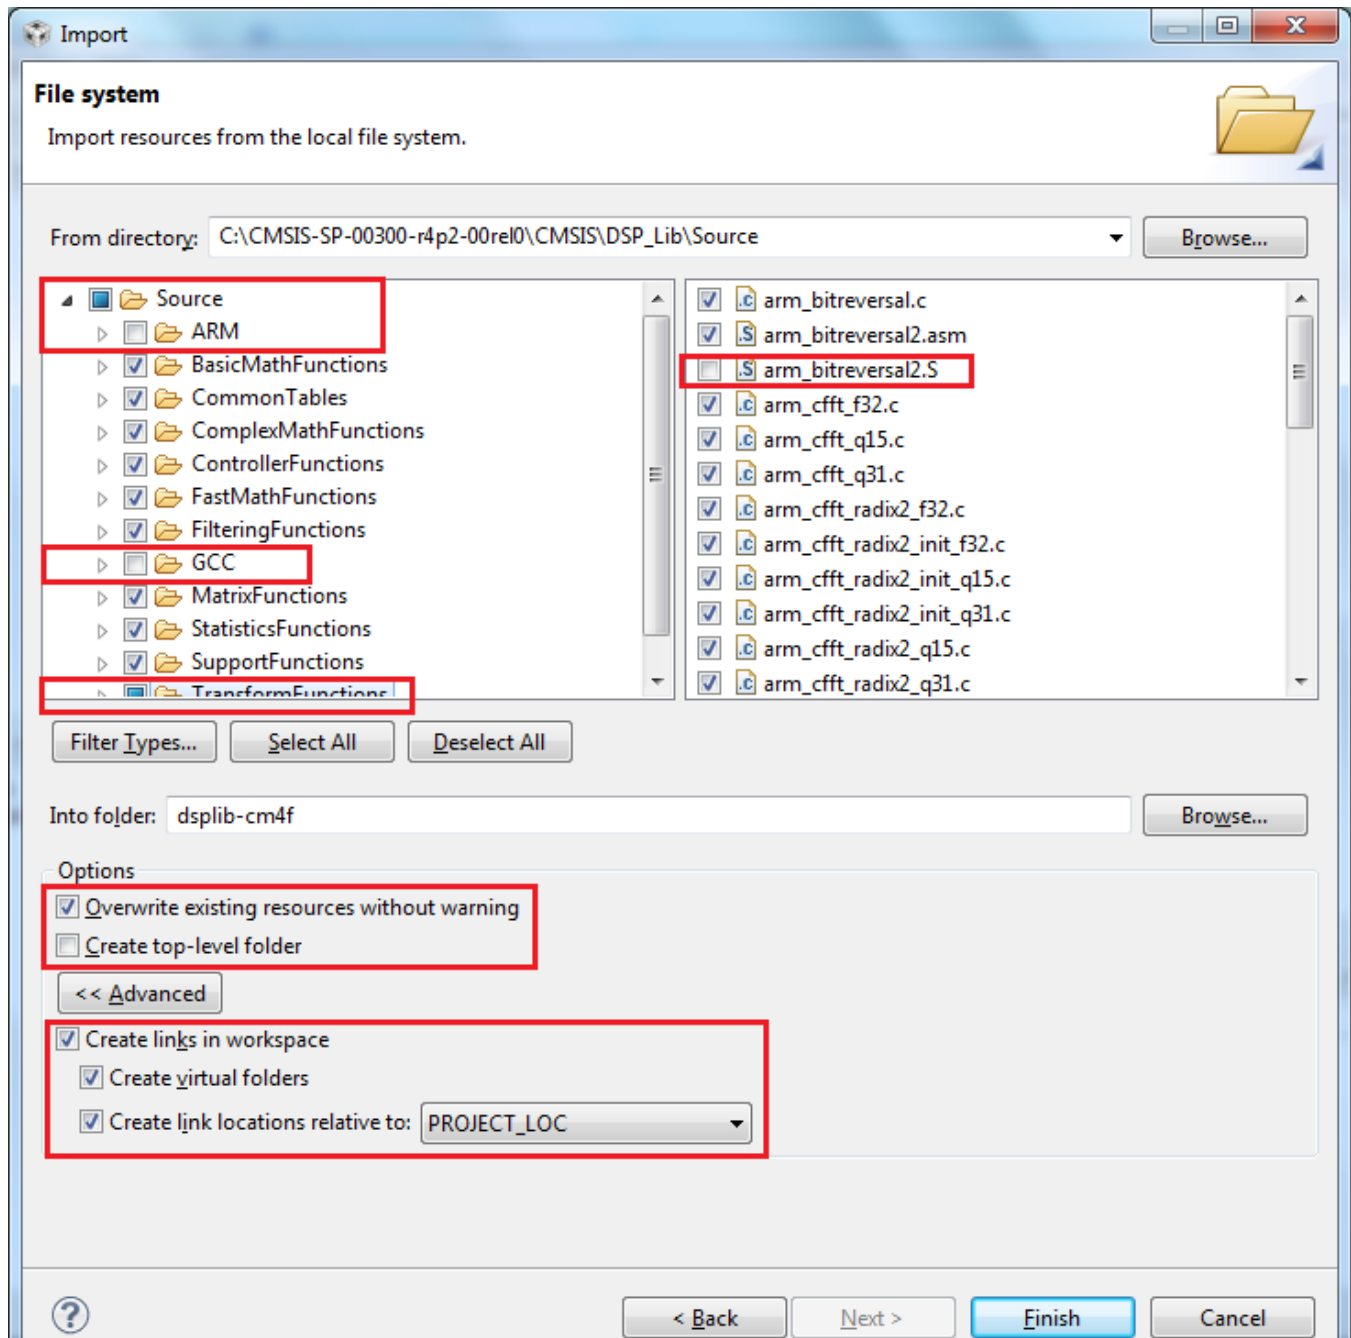 Import
File system
Import resources from the local file system.
From directory: C:\CMSIS-SP-00300-r4p2-00rel0\CMSIS\DSP_Lib\Source Browse...
Source
ARM
BasicMathFunctions
CommonTables
ComplexMathFunctions
ControllerFunctions
FastMathFunctions
FilteringFunctions
GCC
MatrixFunctions
StatisticsFunctions
SupportFunctions
TransformFunctions
.c arm_bitreversal.c
.S arm_bitreversal2.asm
.S arm_bitreversal2.S
.c arm_cfft_f32.c
.c arm_cfft_q15.c
.c arm_cfft_q31.c
.c arm_cfft_radix2_f32.c
.c arm_cfft_radix2_init_f32.c
.c arm_cfft_radix2_init_q15.c
.c arm_cfft_radix2_init_q31.c
.c arm_cfft_radix2_q15.c
.c arm_cfft_radix2_q31.c
Filter Types... Select All Deselect All
Into folder: dsplib-cm4f Browse...
Options
Overwrite existing resources without warning
Create top-level folder
<< Advanced
Create links in workspace
Create virtual folders
Create link locations relative to: PROJECT_LOC
? < Back Next > Finish Cancel